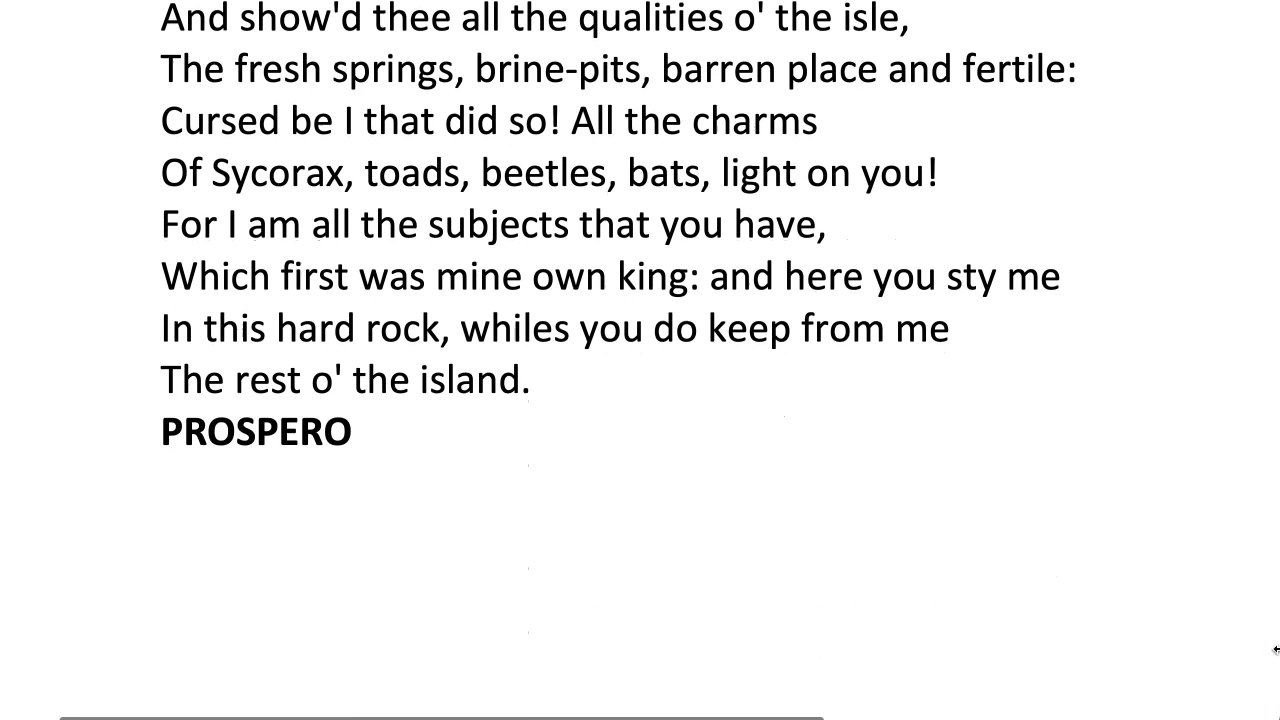 And show'd thee all the qualities o' the isle,
The fresh springs, brine-pits, barren place and fertile:
Cursed be I that did so! All the charms
Of Sycorax, toads, beetles, bats, light on you!
For I am all the subjects that you have,
Which first was mine own king: and here you sty me
In this hard rock, whiles you do keep from me
The rest o' the island.
PROSPERO